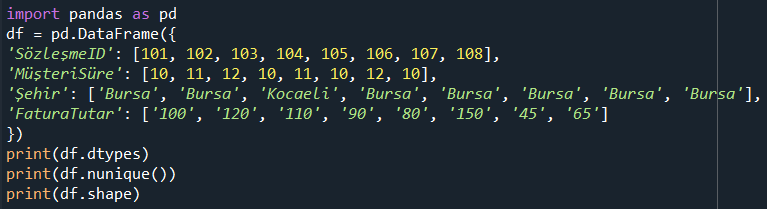 import pandas as pd
df = pd.DataFrame({
'SözleşmeID': [101, 102, 103, 104, 105, 106, 107, 108],
'MüşteriSüre': [10, 11, 12, 10, 11, 10, 12, 10],
'Şehir': ['Bursa', 'Bursa', 'Kocaeli', 'Bursa', 'Bursa', 'Bursa', 'Bursa', 'Bursa'],
'FaturaTutar': ['100', '120', '110', '90', '80', '150', '45', '65']
})
print(df.dtypes)
print(df.nunique())
print(df.shape)